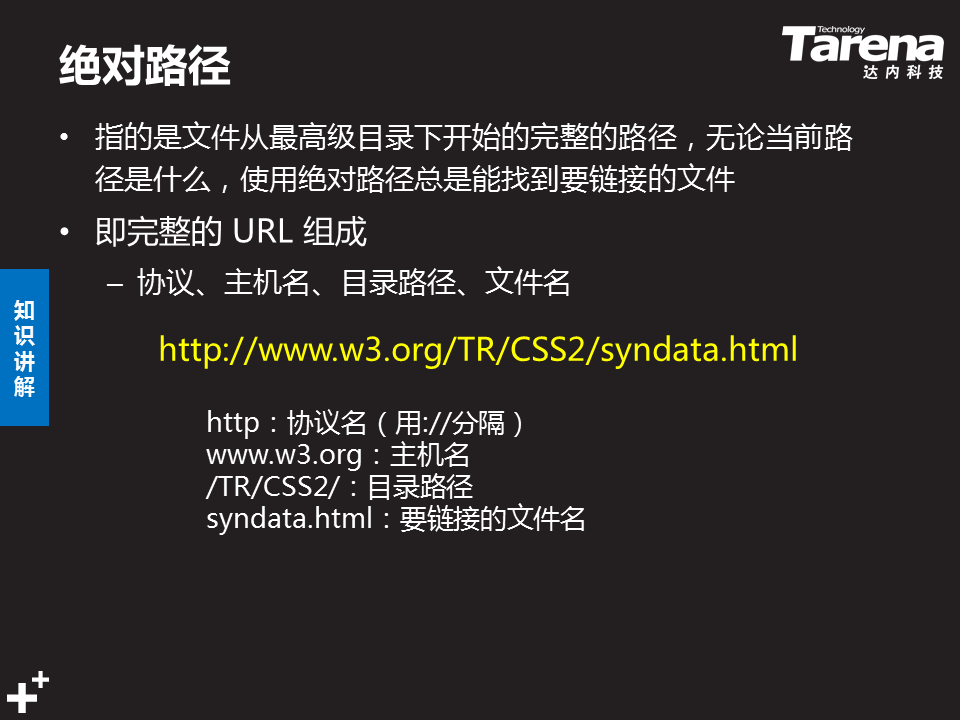 绝对路径
Technology
Tarena
达内科技
• 指的是文件从最高级目录下开始的完整的路径，无论当前路
径是什么，使用绝对路径总是能找到要链接的文件
• 即完整的 URL 组成
– 协议、主机名、目录路径、文件名
知识讲解
http://www.w3.org/TR/CSS2/syndata.html
http：协议名（用://分隔）
www.w3.org：主机名
/TR/CSS2/：目录路径
syndata.html：要链接的文件名